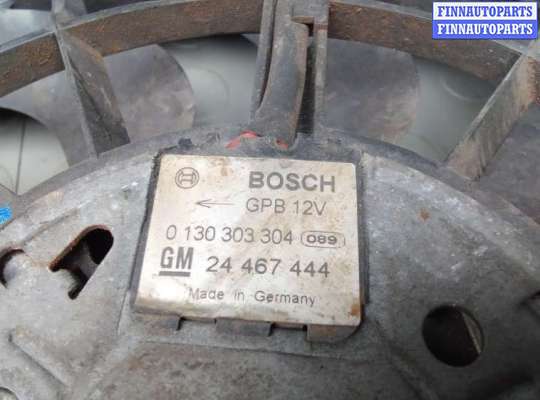 FINNAUTOPARTS
FINNAUTOPARTS
BOSCH
GPB 12V
0 130 303 304 089
GM 24 467 444
Made in Germany